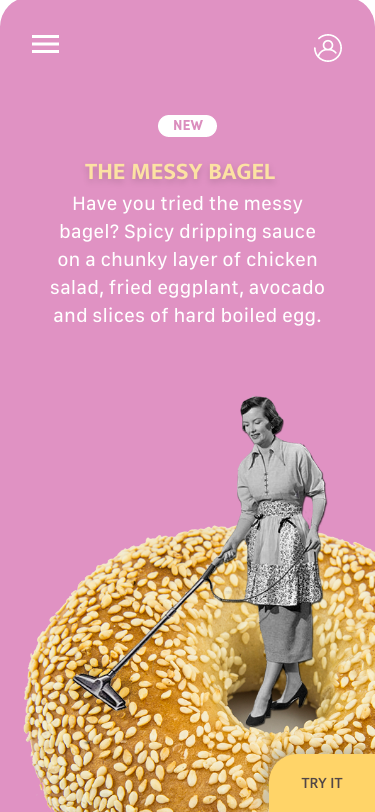 NEW
THE MESSY BAGEL
Have you tried the messy
bagel? Spicy dripping sauce
on a chunky layer of chicken
salad, fried eggplant, avocado
and slices of hard boiled egg.
TRY IT